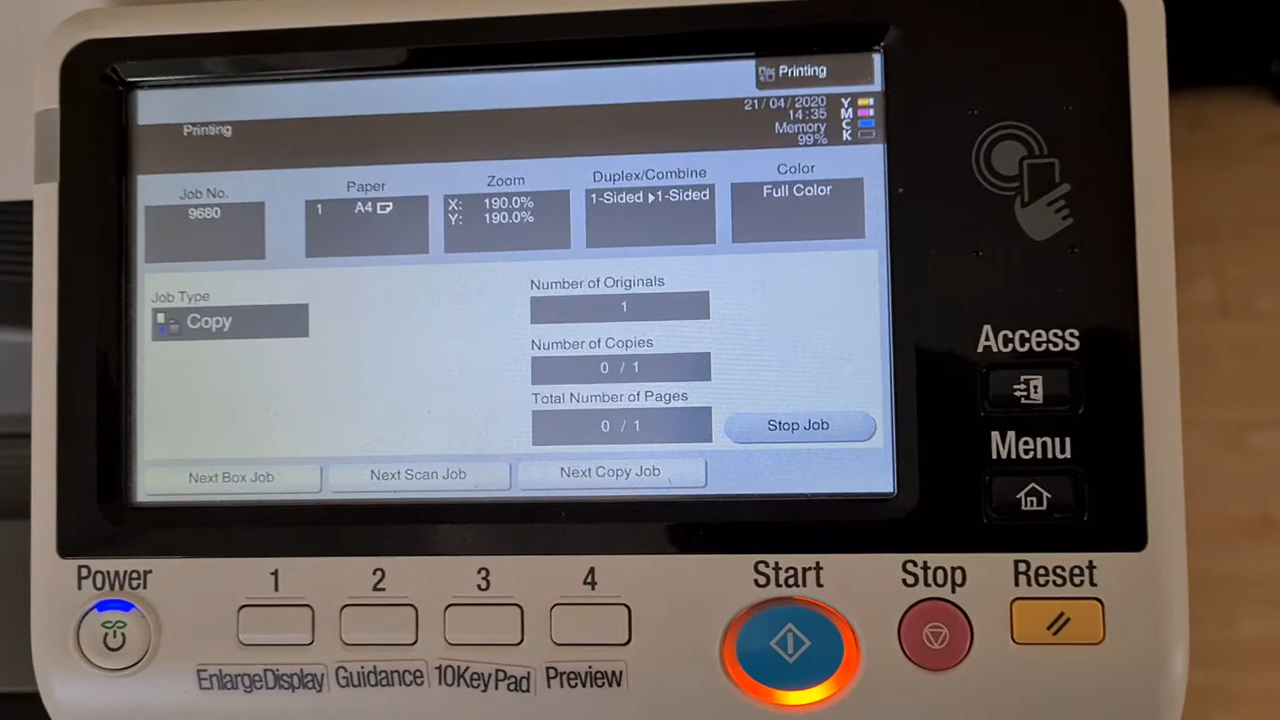 Printing
Printing
21/04/2020
14:35
Memory
99%
Y
M
C
K
Job No.
9680
Paper
1 A4
Zoom
X: 190.0%
Y: 190.0%
Duplex/Combine
1-Sided ▶1-Sided
Color
Full Color
Job Type
Copy
Number of Originals
1
Number of Copies
0 / 1
Total Number of Pages
0 / 1
Stop Job
Next Box Job
Next Scan Job
Next Copy Job
Access
Menu
Power
1
2
3
4
Start
Stop
Reset
EnlargeDisplay
Guidance
10KeyPad
Preview